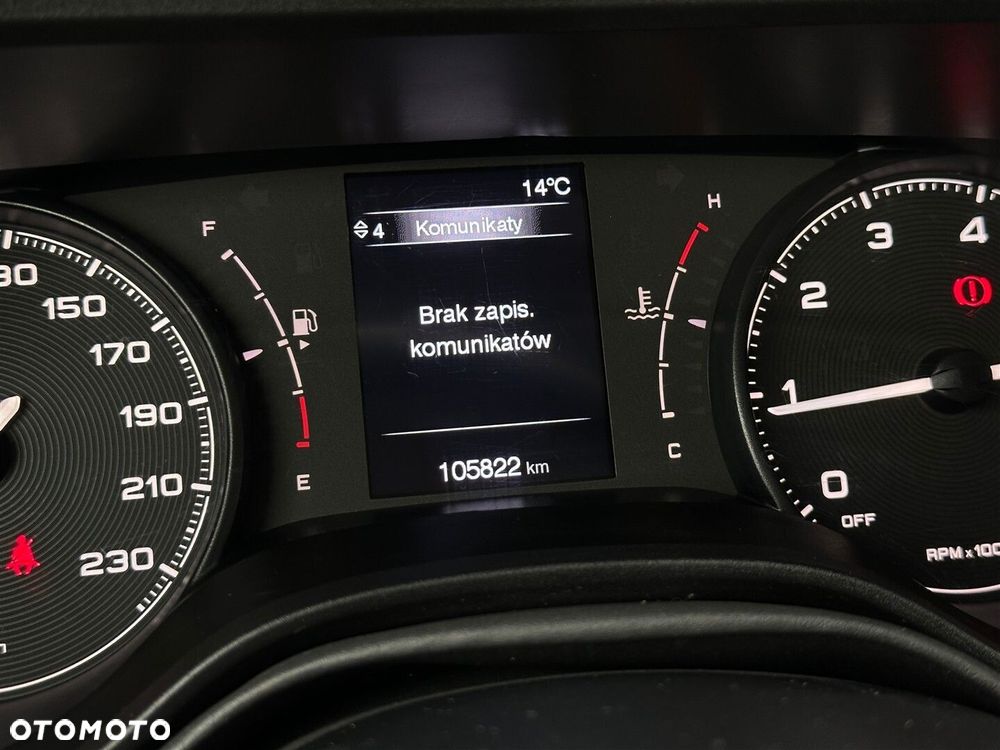 14°C
4 Komunikaty
Brak zapis.
komunikatów
105822 km
F
E
H
C
150
170
190
210
230
4
3
2
1
0
OFF
OTOMOTO